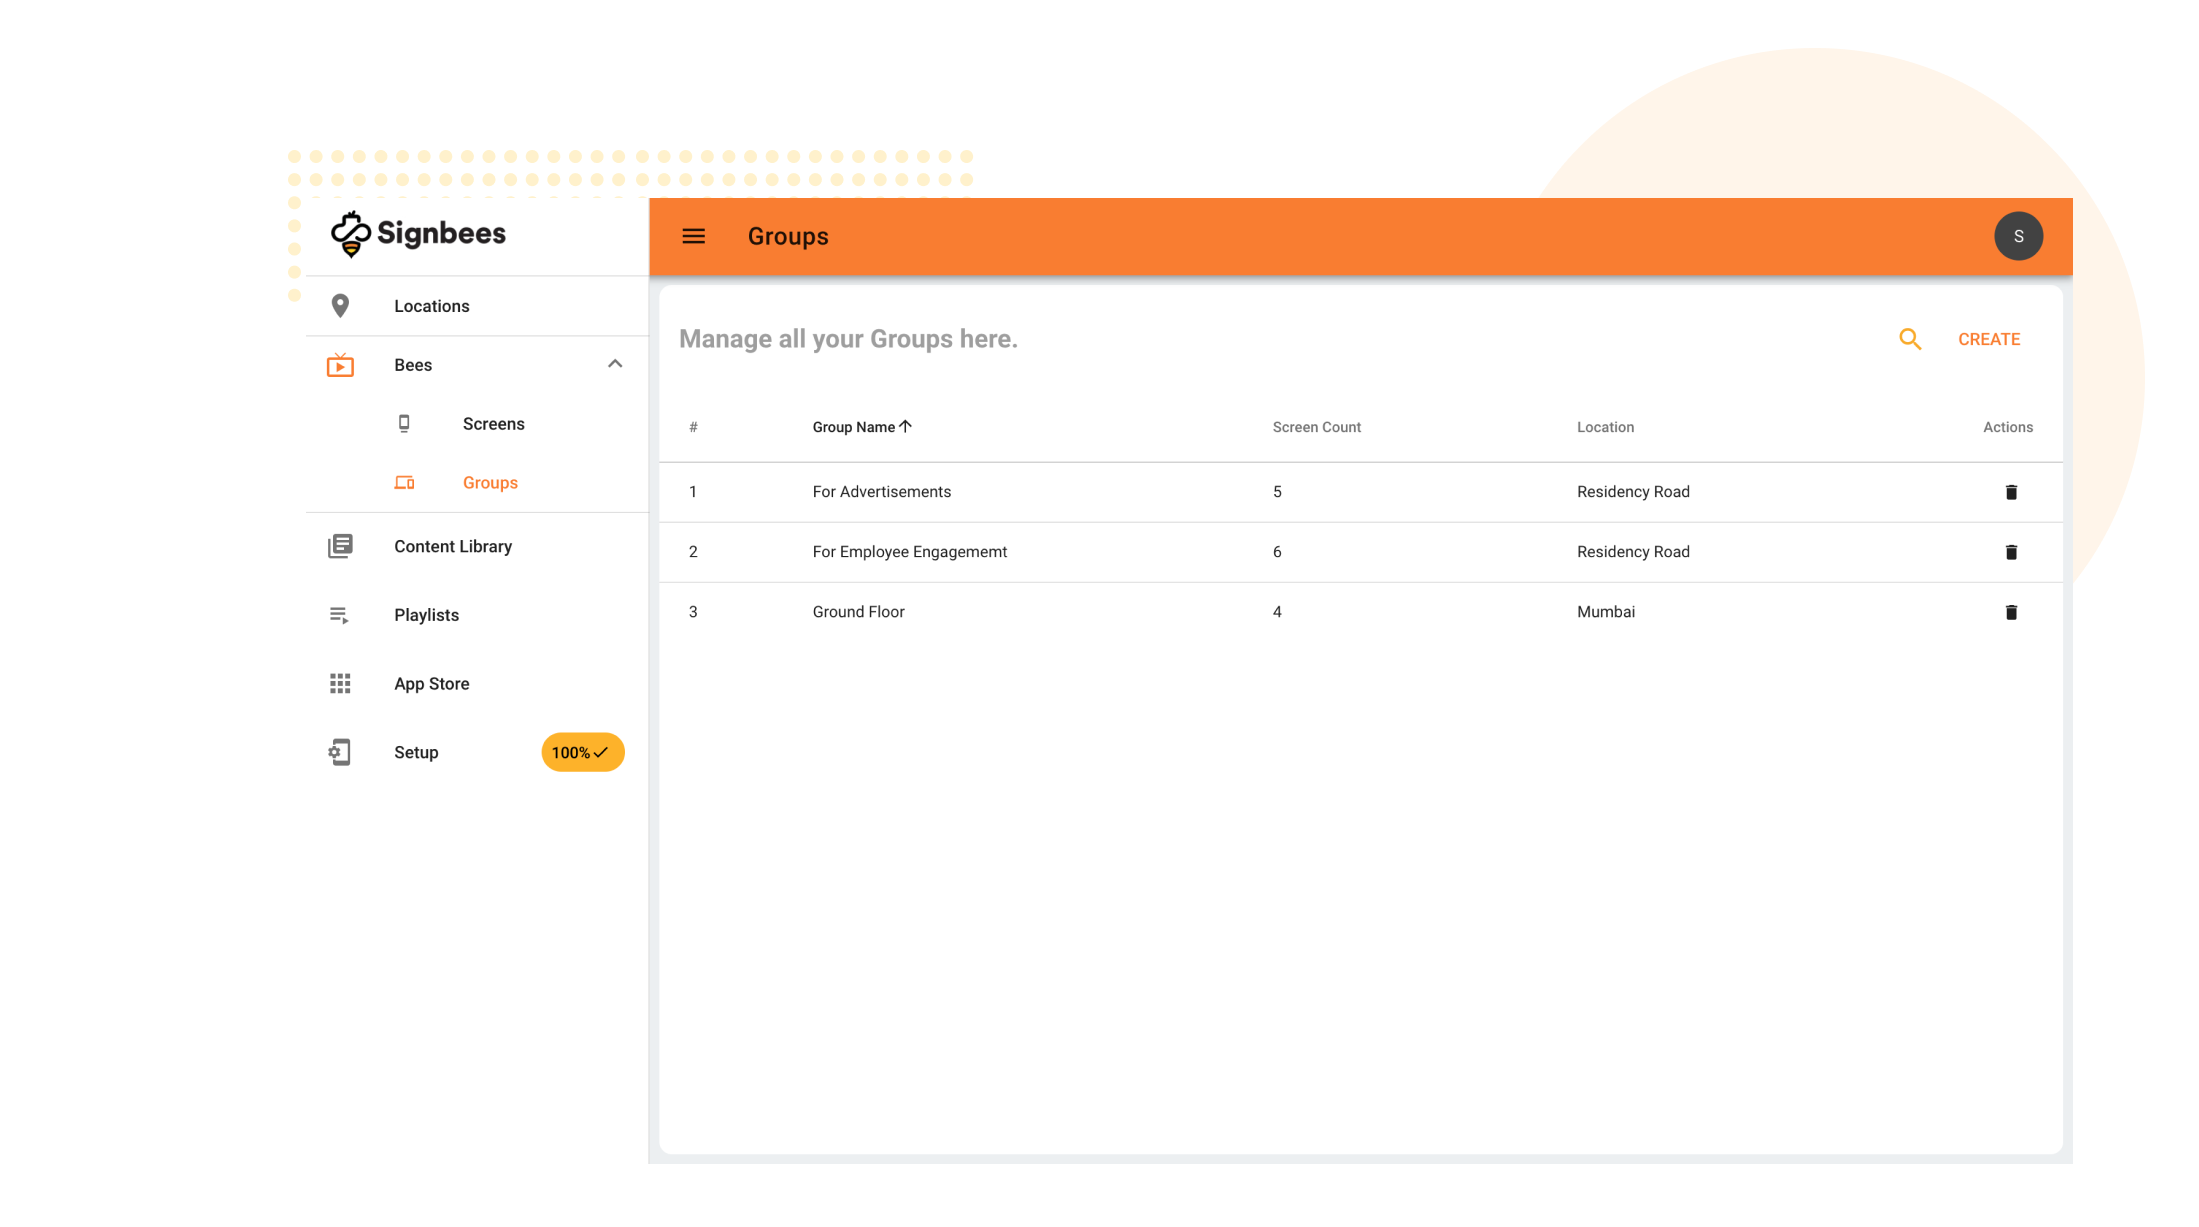 Signbees
Groups
S
Locations
Bees
Screens
Groups
Content Library
Playlists
App Store
Setup 100%
Manage all your Groups here.
CREATE
# Group Name Screen Count Location Actions
1 For Advertisements 5 Residency Road
2 For Employee Engagememt 6 Residency Road
3 Ground Floor 4 Mumbai